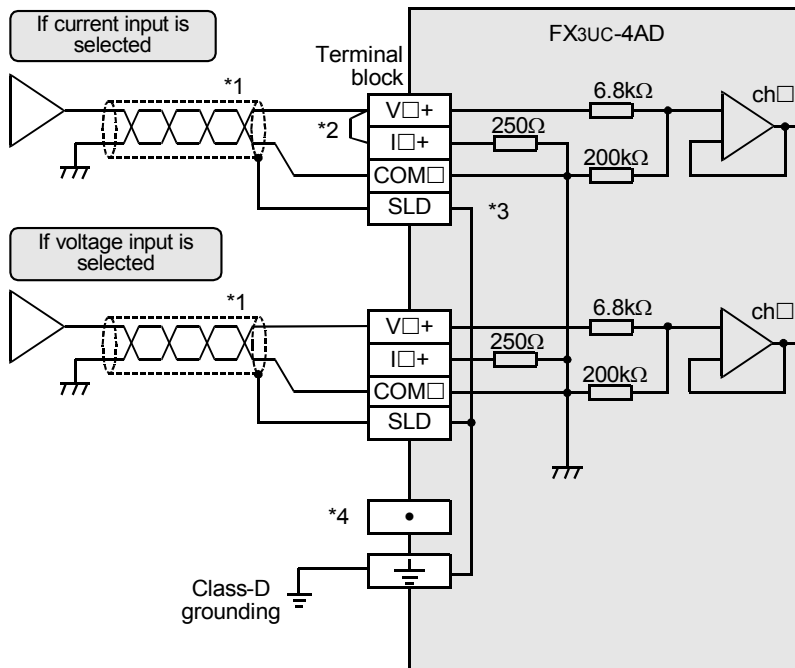 If current input is
selected
FX3UC-4AD
Terminal
block
*1
*2
V□+
I□+
COM□
SLD
*3
6.8kΩ
250Ω
200kΩ
ch□
If voltage input is
selected
*1
V□+
I□+
COM□
SLD
6.8kΩ
250Ω
200kΩ
ch□
*4
Class-D
grounding